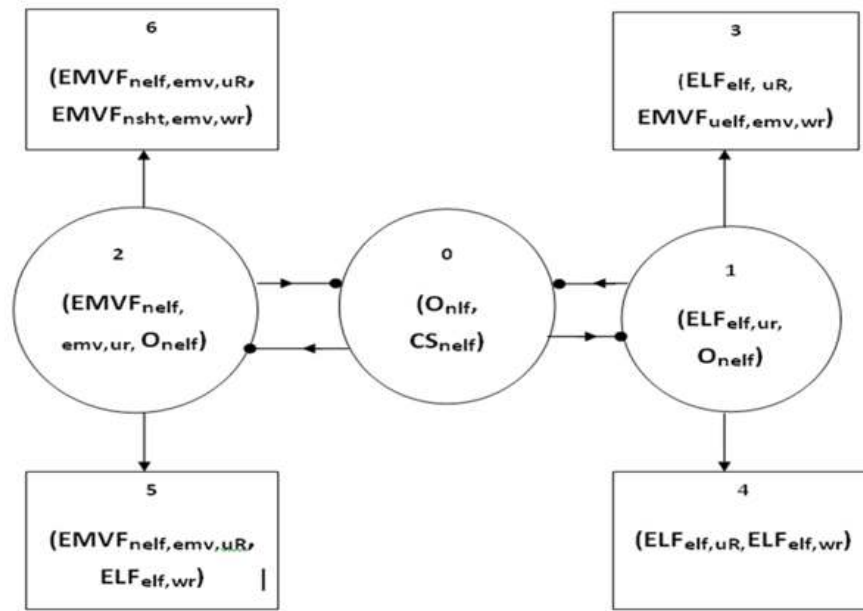 6
(EMVFnelf,emv,uR,
EMVFnsht,emv,wr)
3
(ELFelf, uR,
EMVFuelf,emv,wr)
2
(EMVFnelf,
emv,ur, Onelf)
0
(Onlf,
CSnelf)
1
(ELFelf,ur,
Onelf)
5
(EMVFnelf,emv,uR,
ELFelf,wr)
4
(ELFelf,uR,ELFelf,wr)